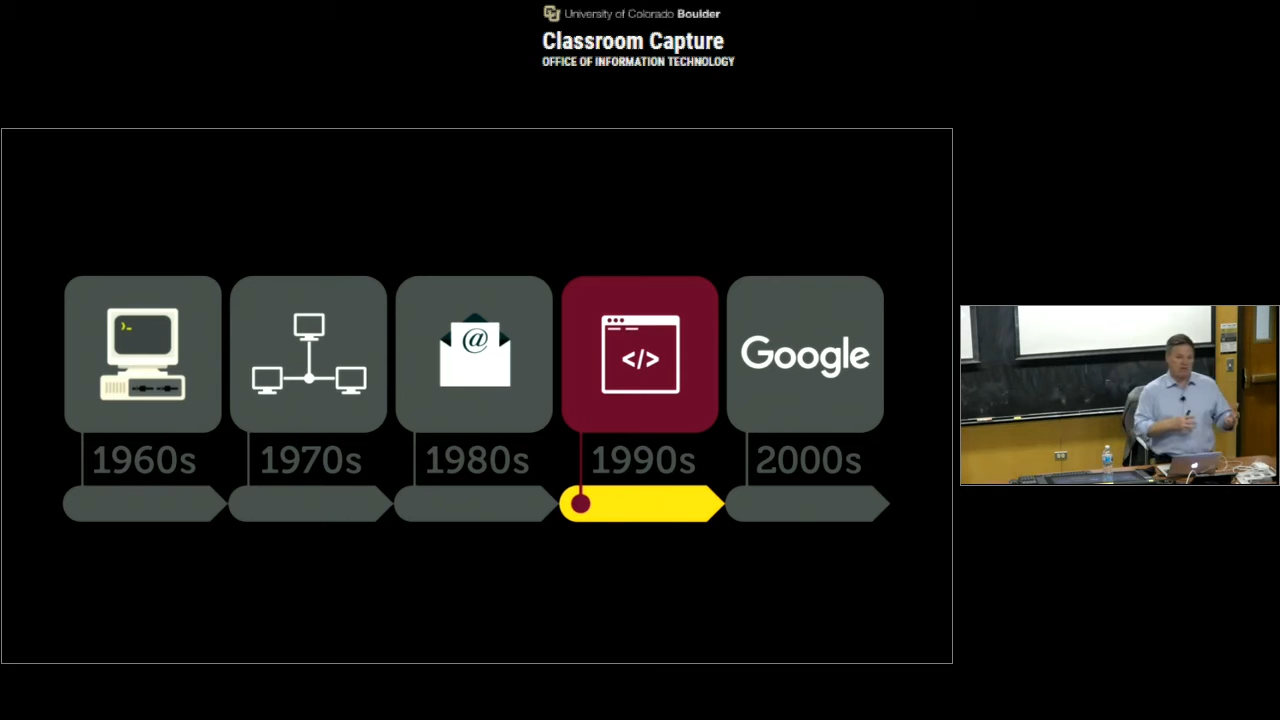 University of Colorado Boulder
Classroom Capture
OFFICE OF INFORMATION TECHNOLOGY
@
</>
Google
1960s
1970s
1980s
1990s
2000s